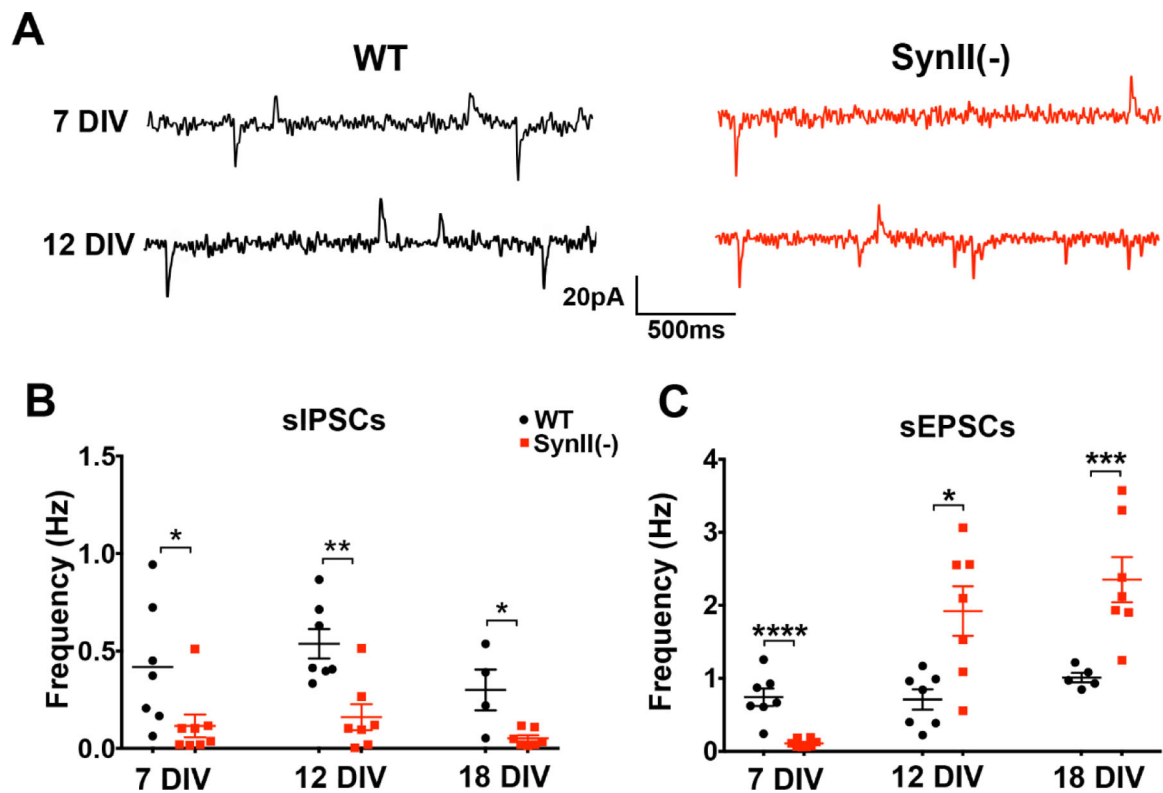 A
WT
SynII(-)
7 DIV
12 DIV
20pA
500ms
B
sIPSCs
WT
SynII(-)
Frequency (Hz)
1.5
1.0
0.5
0.0
*
**
*
7 DIV
12 DIV
18 DIV
C
sEPSCs
Frequency (Hz)
4
3
2
1
0
****
*
***
7 DIV
12 DIV
18 DIV